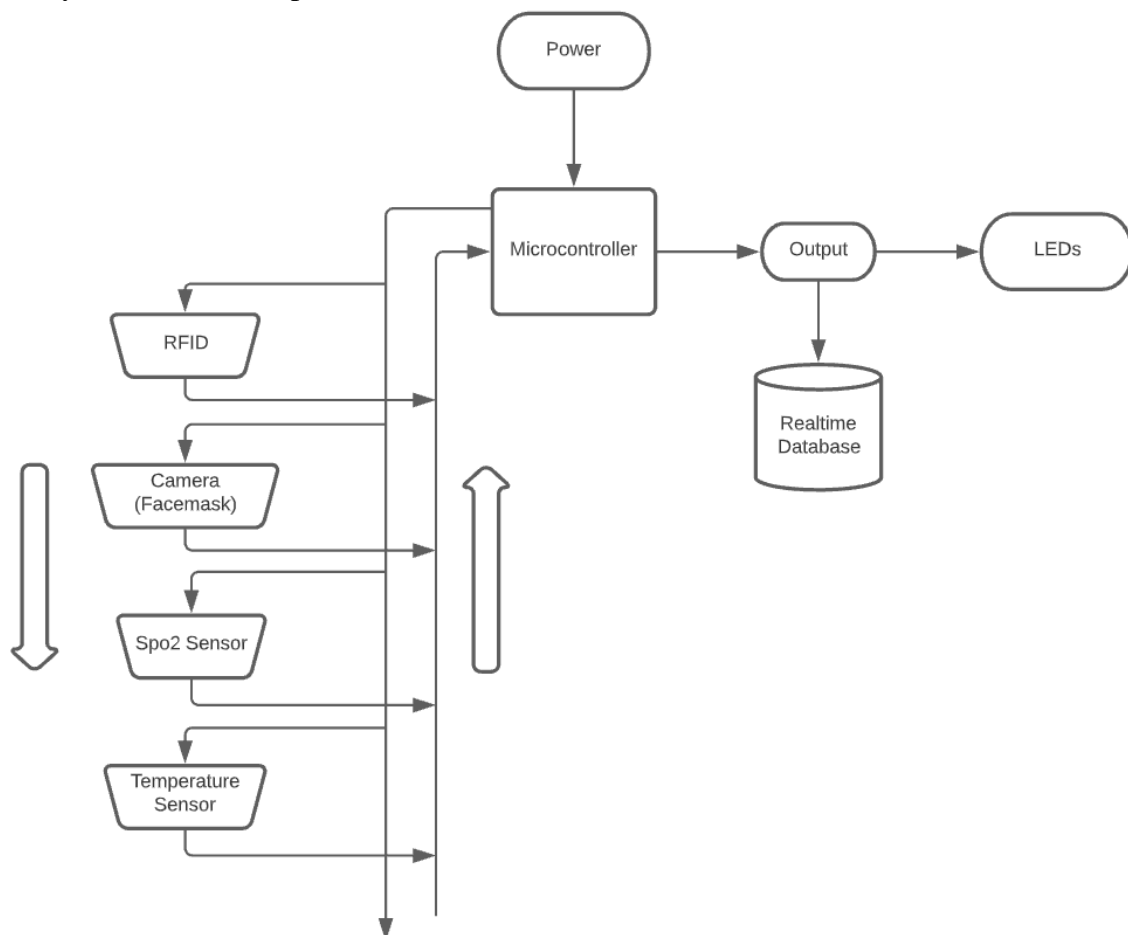 Power
Microcontroller
Output
LEDs
RFID
Realtime
Database
Camera
(Facemask)
Spo2 Sensor
Temperature
Sensor